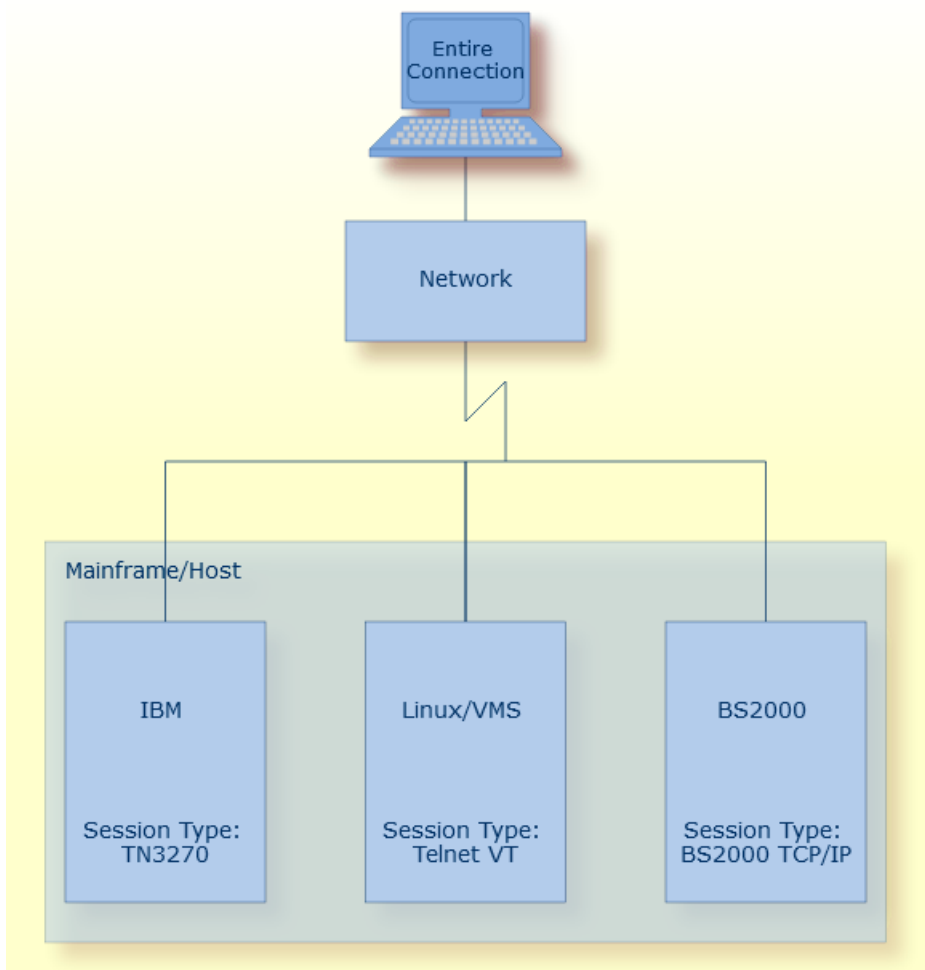 Entire
Connection
Network
Mainframe/Host
IBM
Session Type:
TN3270
Linux/VMS
Session Type:
Telnet VT
BS2000
Session Type:
BS2000 TCP/IP